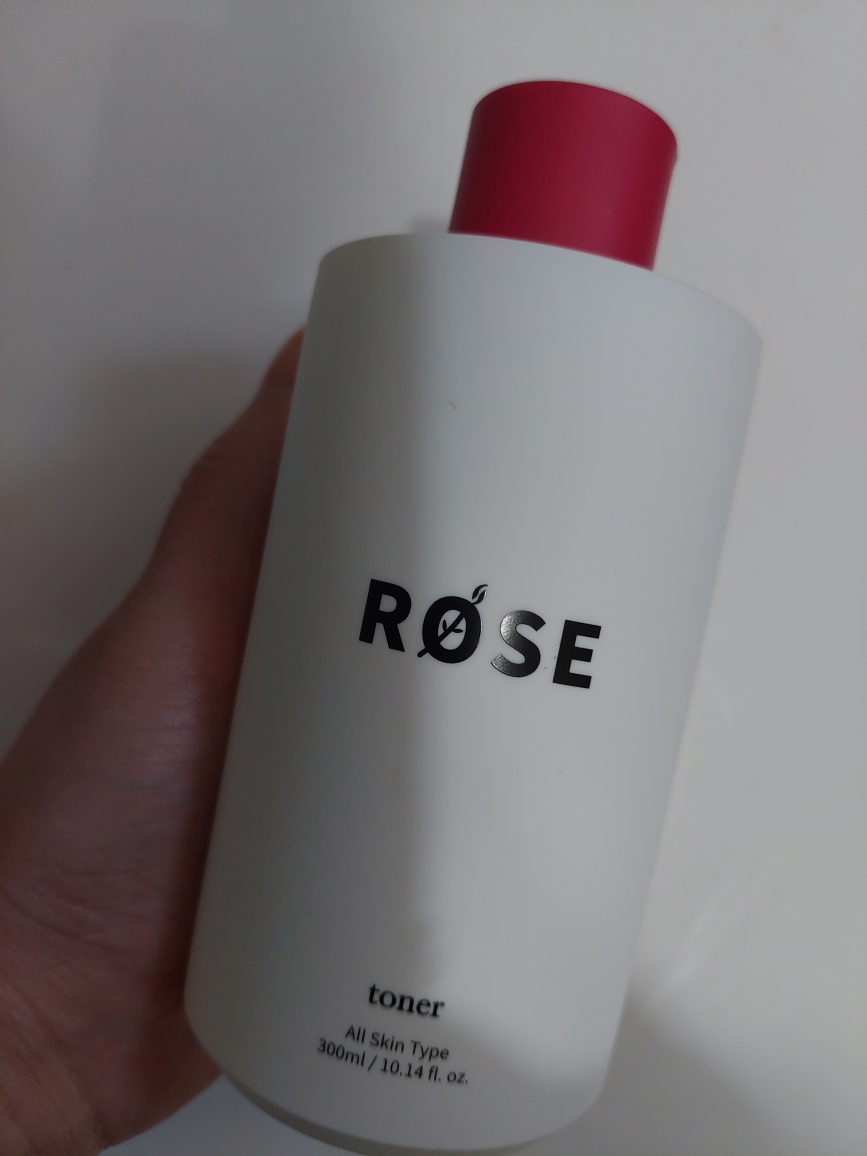 RØSE
toner
All Skin Type
300ml / 10.14 fl. oz.